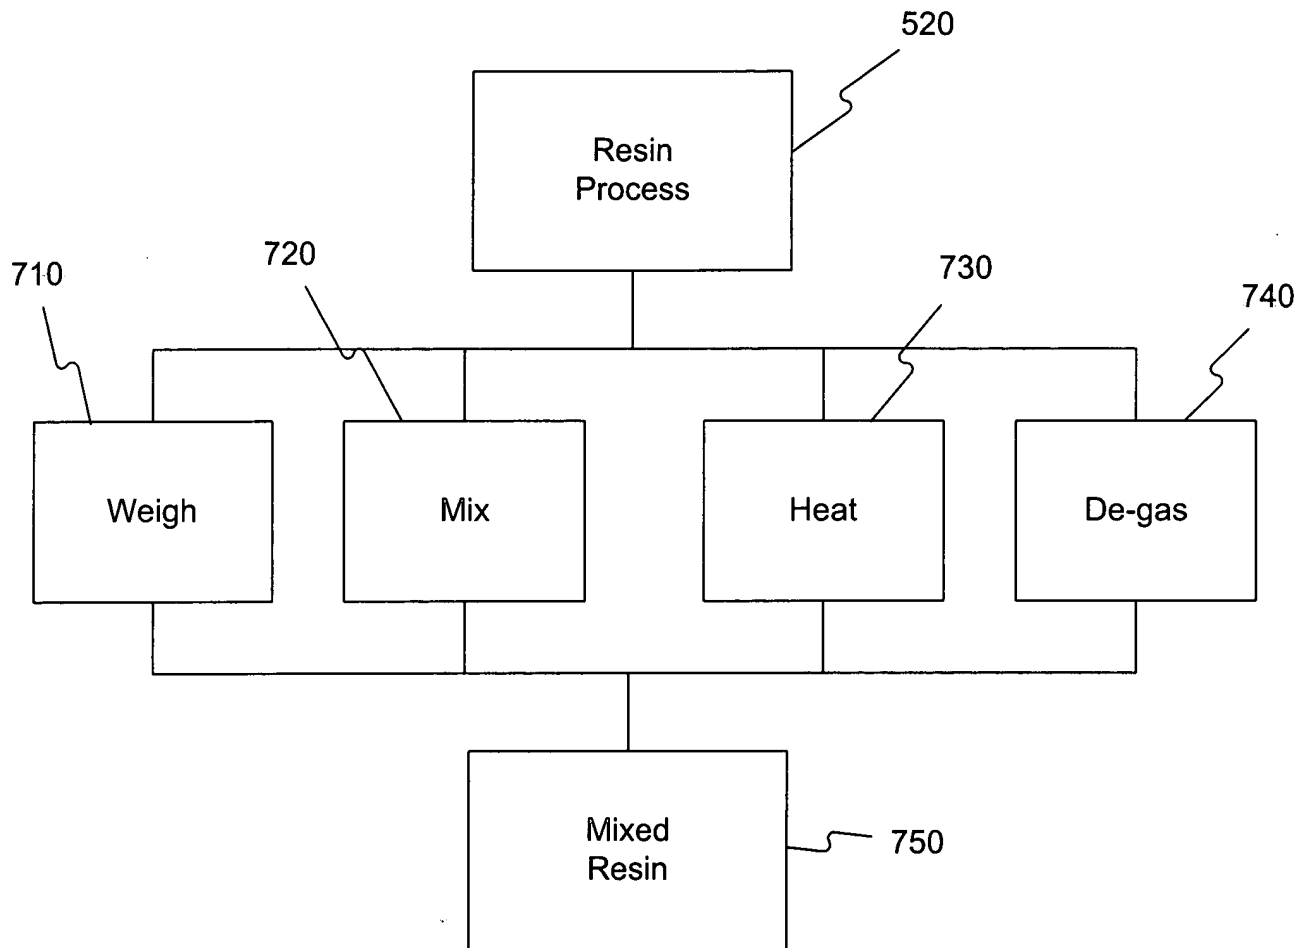 520
Resin
Process
710
720
730
740
Weigh
Mix
Heat
De-gas
Mixed
Resin
750